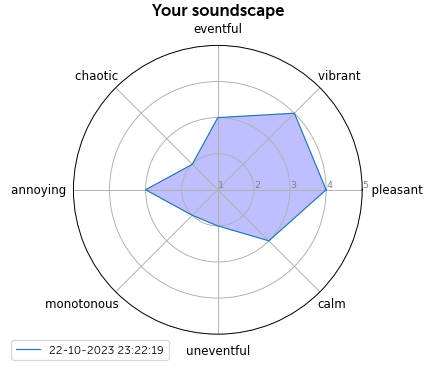 Your soundscape
eventful
chaotic
vibrant
annoying
1 2 3 4 5
pleasant
monotonous
calm
uneventful
22-10-2023 23:22:19